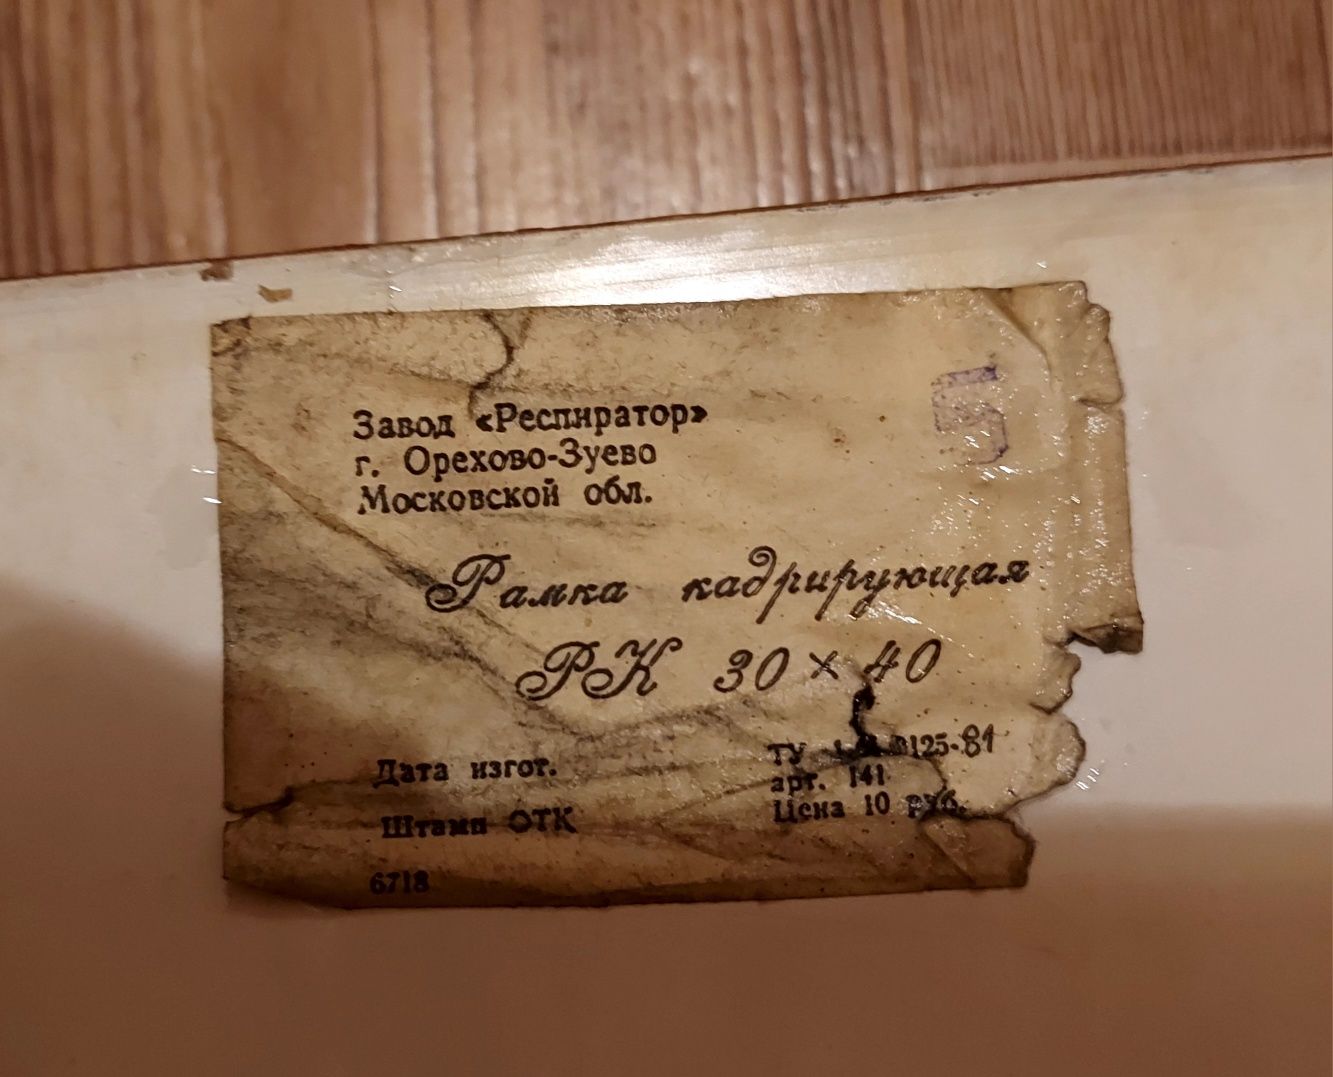 Завод «Респиратор»
г. Орехово-Зуево
Московской обл.
Рамка кадрирующая
РК 30 × 40
Дата изгот.
Штамп ОТК
6718
ТУ
арт. 141
Цена 10 руб.